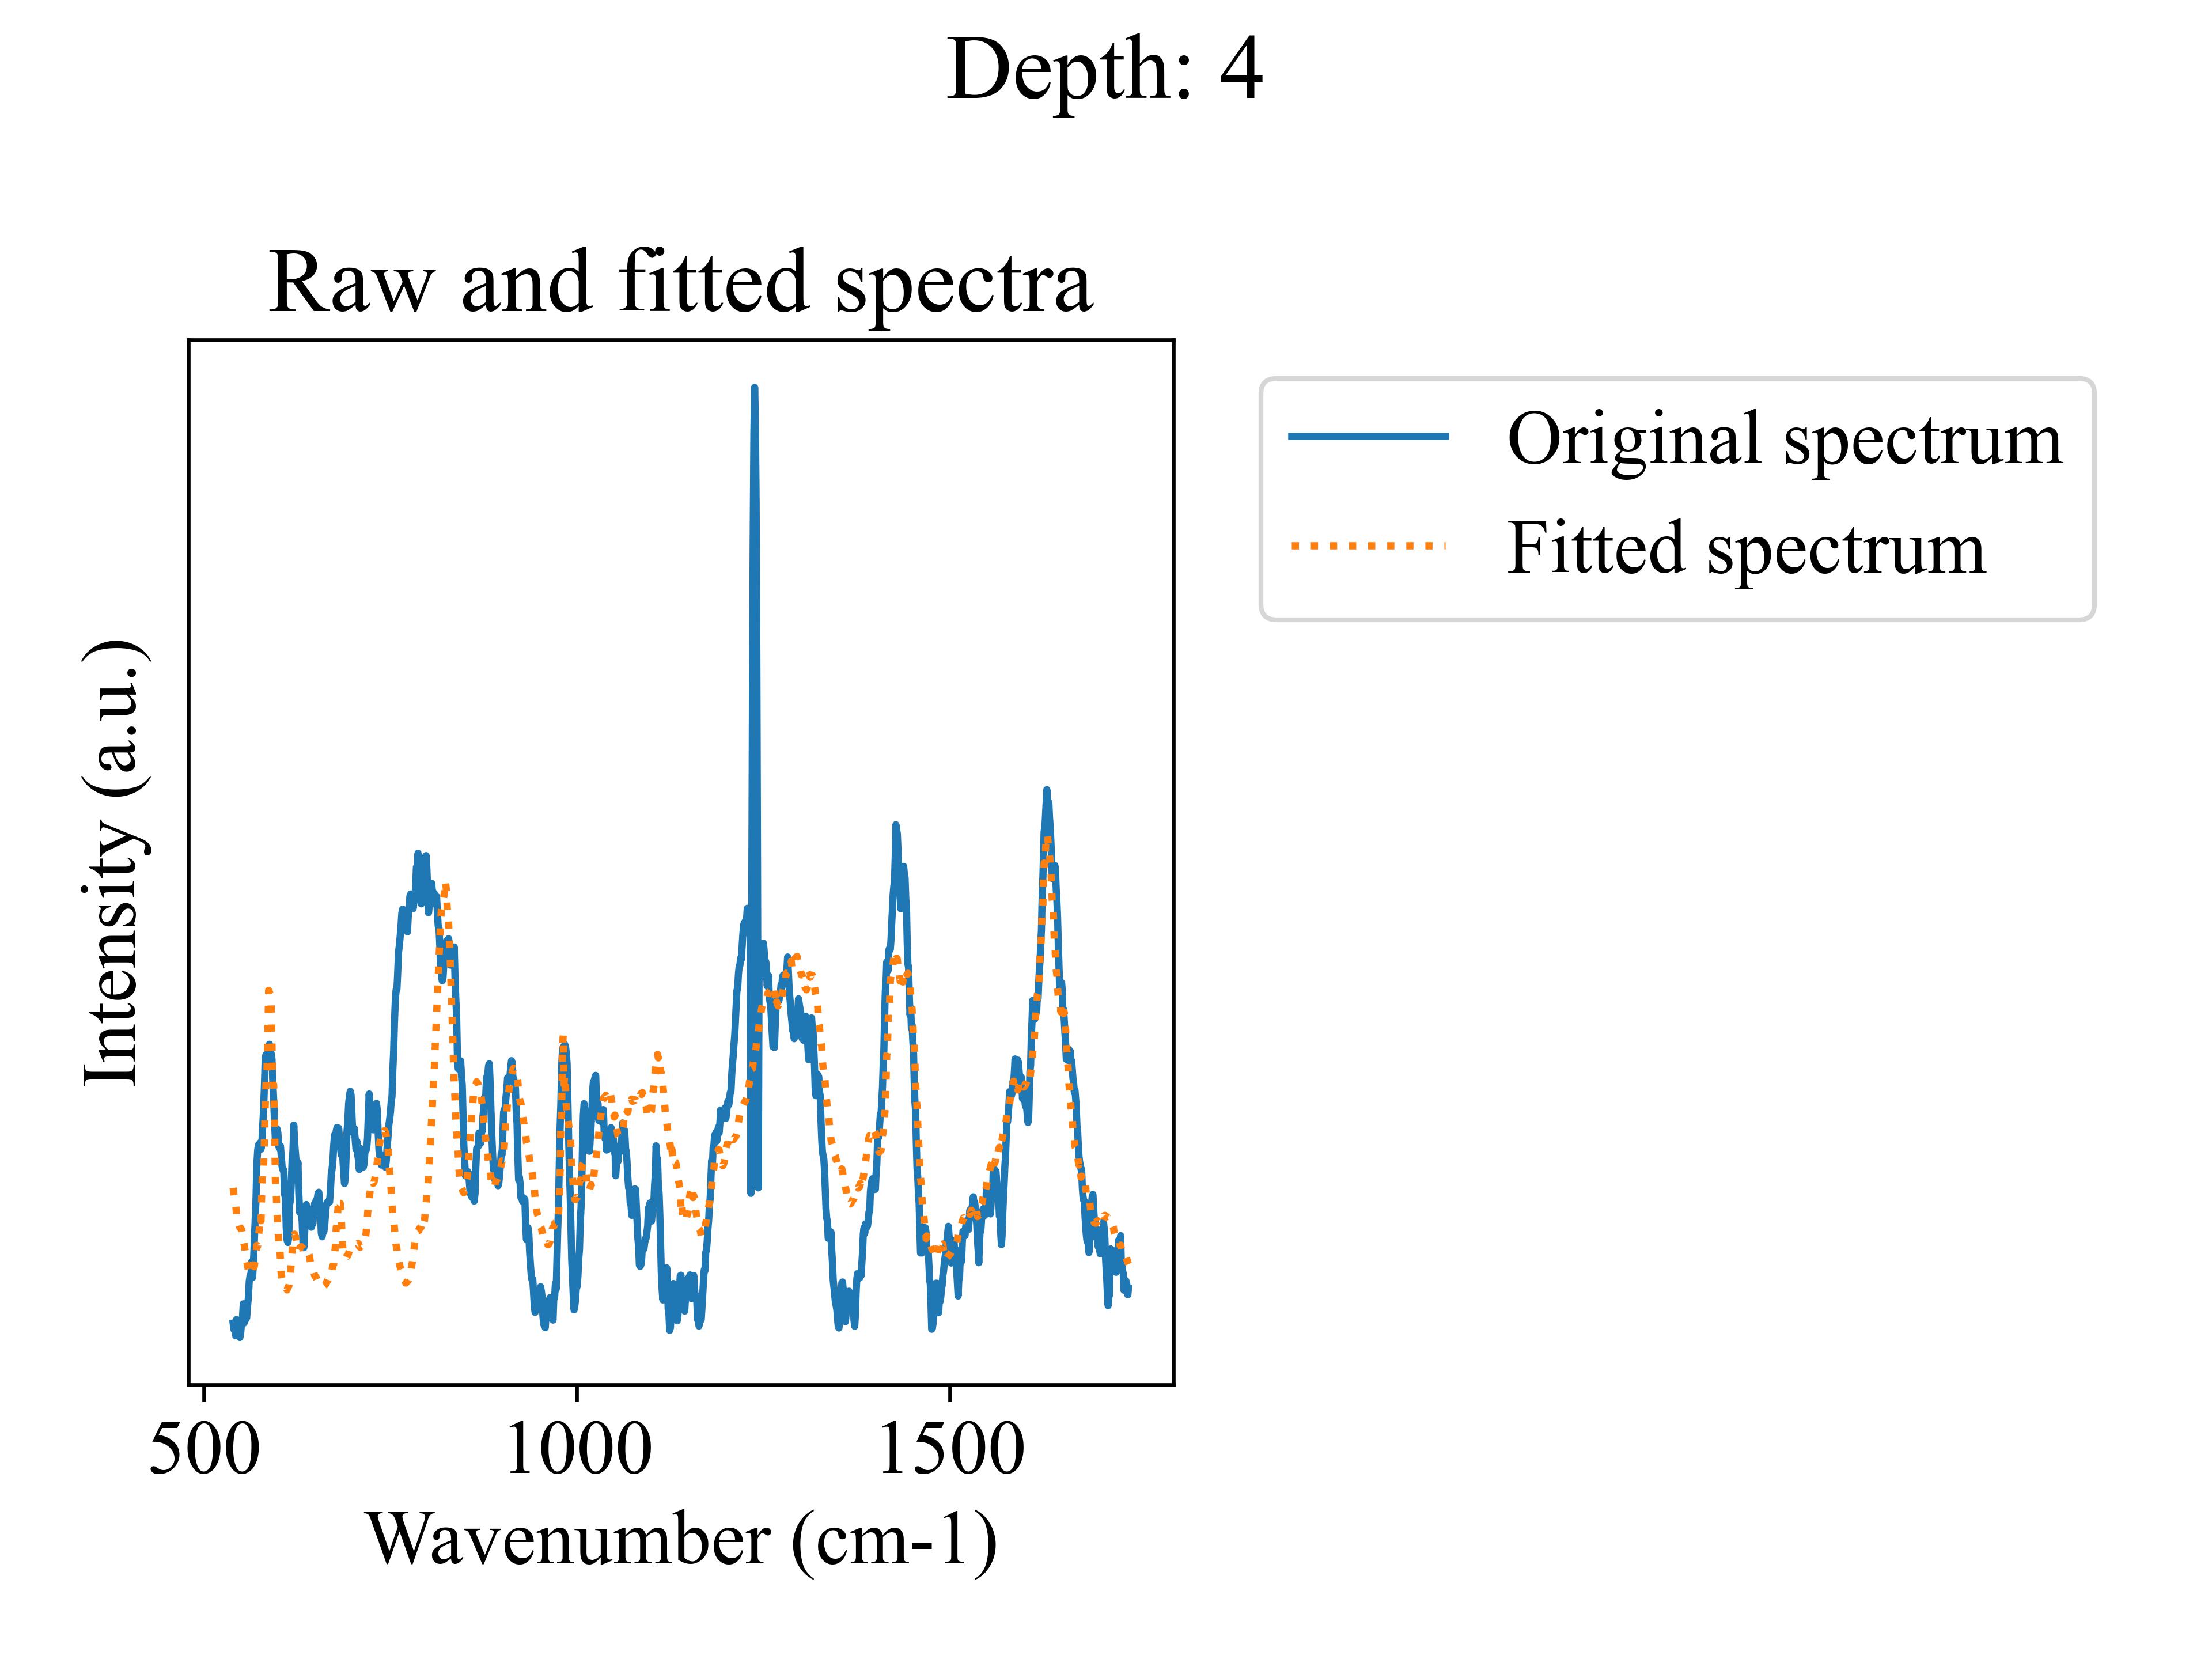 Depth: 4
Raw and fitted spectra
Original spectrum
Fitted spectrum
Intensity (a.u.)
500 1000 1500
Wavenumber (cm-1)